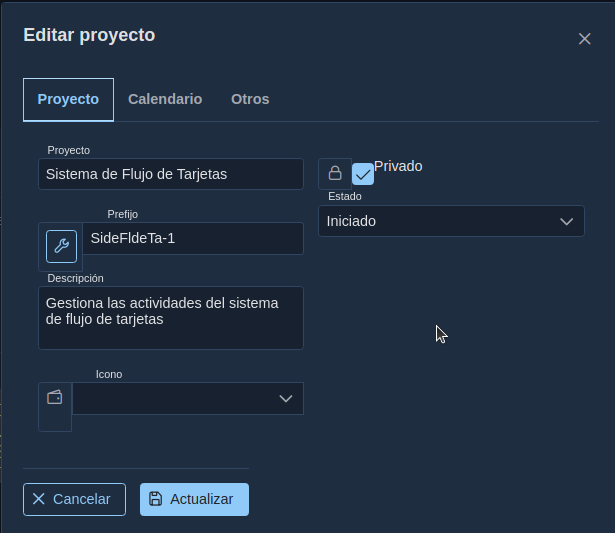 Editar proyecto
Proyecto
Calendario
Otros
Proyecto
Sistema de Flujo de Tarjetas
Privado
Estado
Iniciado
Prefijo
SideFldeTa-1
Descripción
Gestiona las actividades del sistema
de flujo de tarjetas
Icono
Cancelar
Actualizar